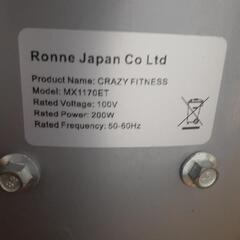 Ronne Japan Co Ltd
Product Name: CRAZY FITNESS
Model: MX1170ET
Rated Voltage: 100V
Rated Power: 200W
Rated Frequency: 50-60Hz